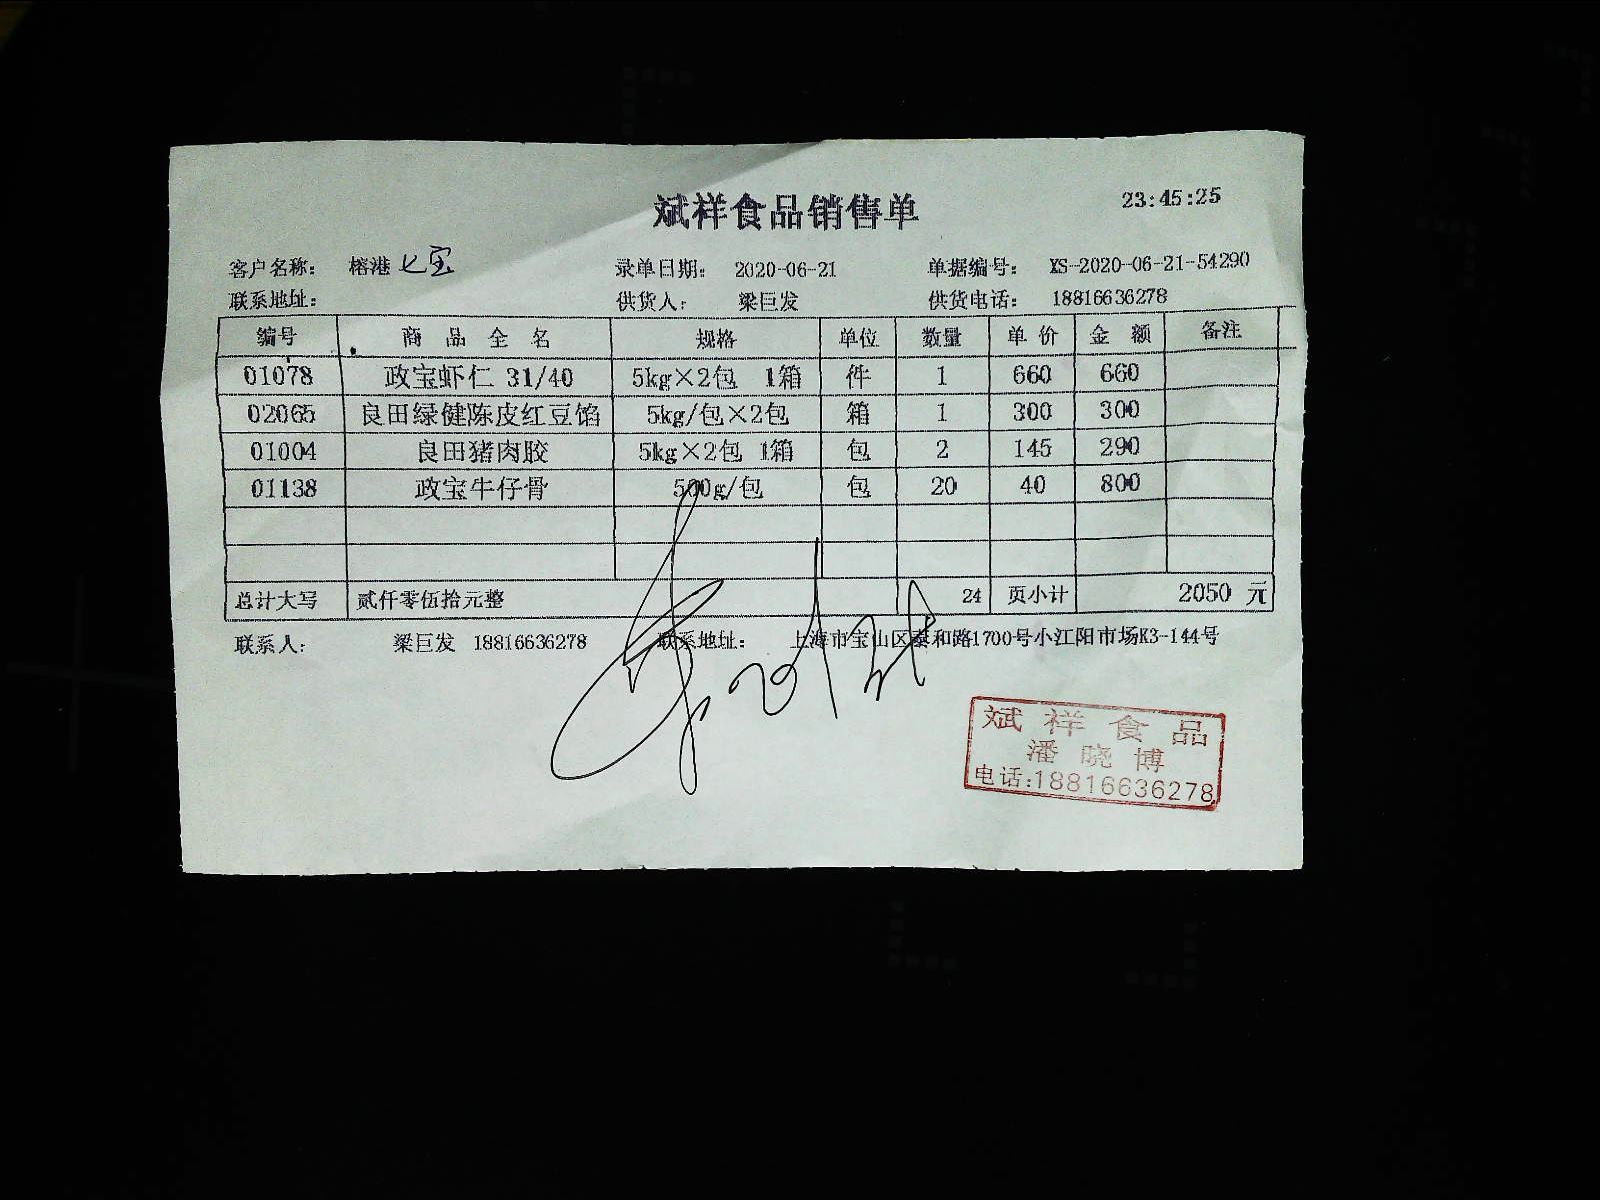 斌祥食品销售单 23:45:25
客户名称: 榕港 七宝 录单日期: 2020-06-21 单据编号: XS-2020-06-21-54290
联系地址: 供货人: 梁巨发 供货电话: 18816636278
编号 商品全名 规格 单位 数量 单价 金额 备注
01078 政宝虾仁 31/40 5kg×2包 1箱 件 1 660 660
02065 良田绿健陈皮红豆馅 5kg/包×2包 箱 1 300 300
01004 良田猪肉胶 5kg×2包 1箱 包 2 145 290
01138 政宝牛仔骨 500g/包 包 20 40 800
总计大写 贰仟零伍拾元整 24 页小计 2050 元
联系人: 梁巨发 18816636278 联系地址: 上海市宝山区泰和路1700号小江阳市场K3-144号
斌祥食品
潘晓博
电话:18816636278